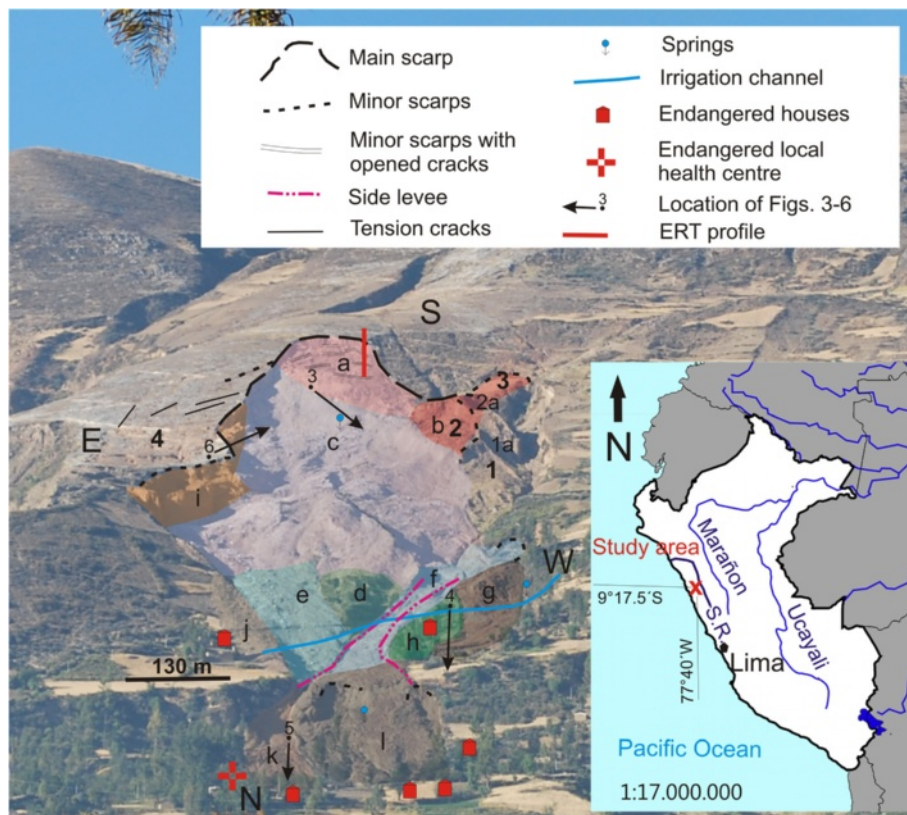 Main scarp
Minor scarps
Minor scarps with
opened cracks
Side levee
Tension cracks
Springs
Irrigation channel
Endangered houses
Endangered local
health centre
3
Location of Figs. 3-6
ERT profile
S
a
3
3
2a
b
2
1a
1
c
E
4
6
i
W
f
e
d
4
g
h
j
130 m
5
k
l
N
N
Study area
Marañon
9°17.5´S
S.R.
Ucayali
77°40´W
Lima
Pacific Ocean
1:17.000.000